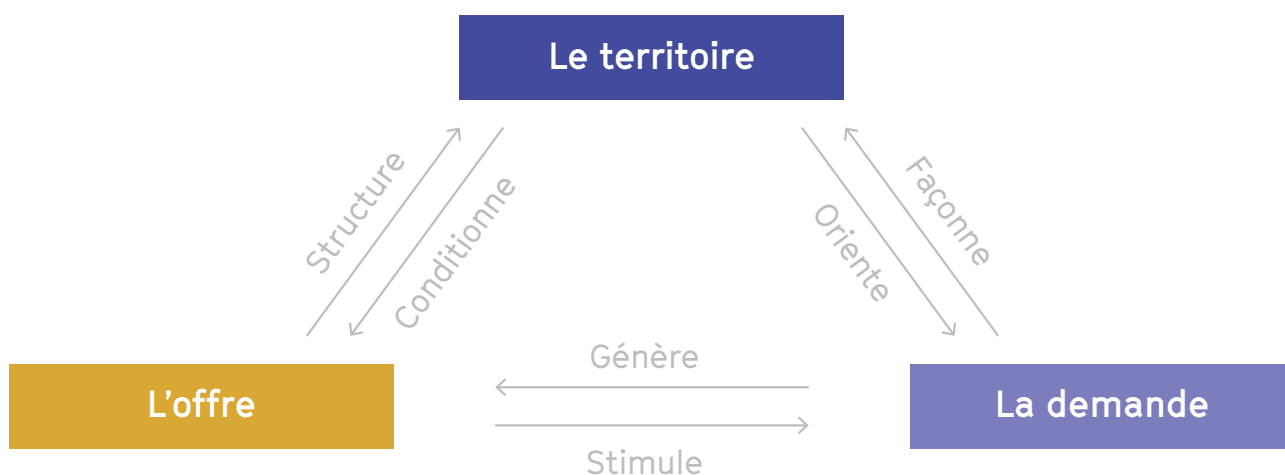 Le territoire
Structure
Conditionne
Oriente
Façonne
Génère
L'offre
La demande
Stimule